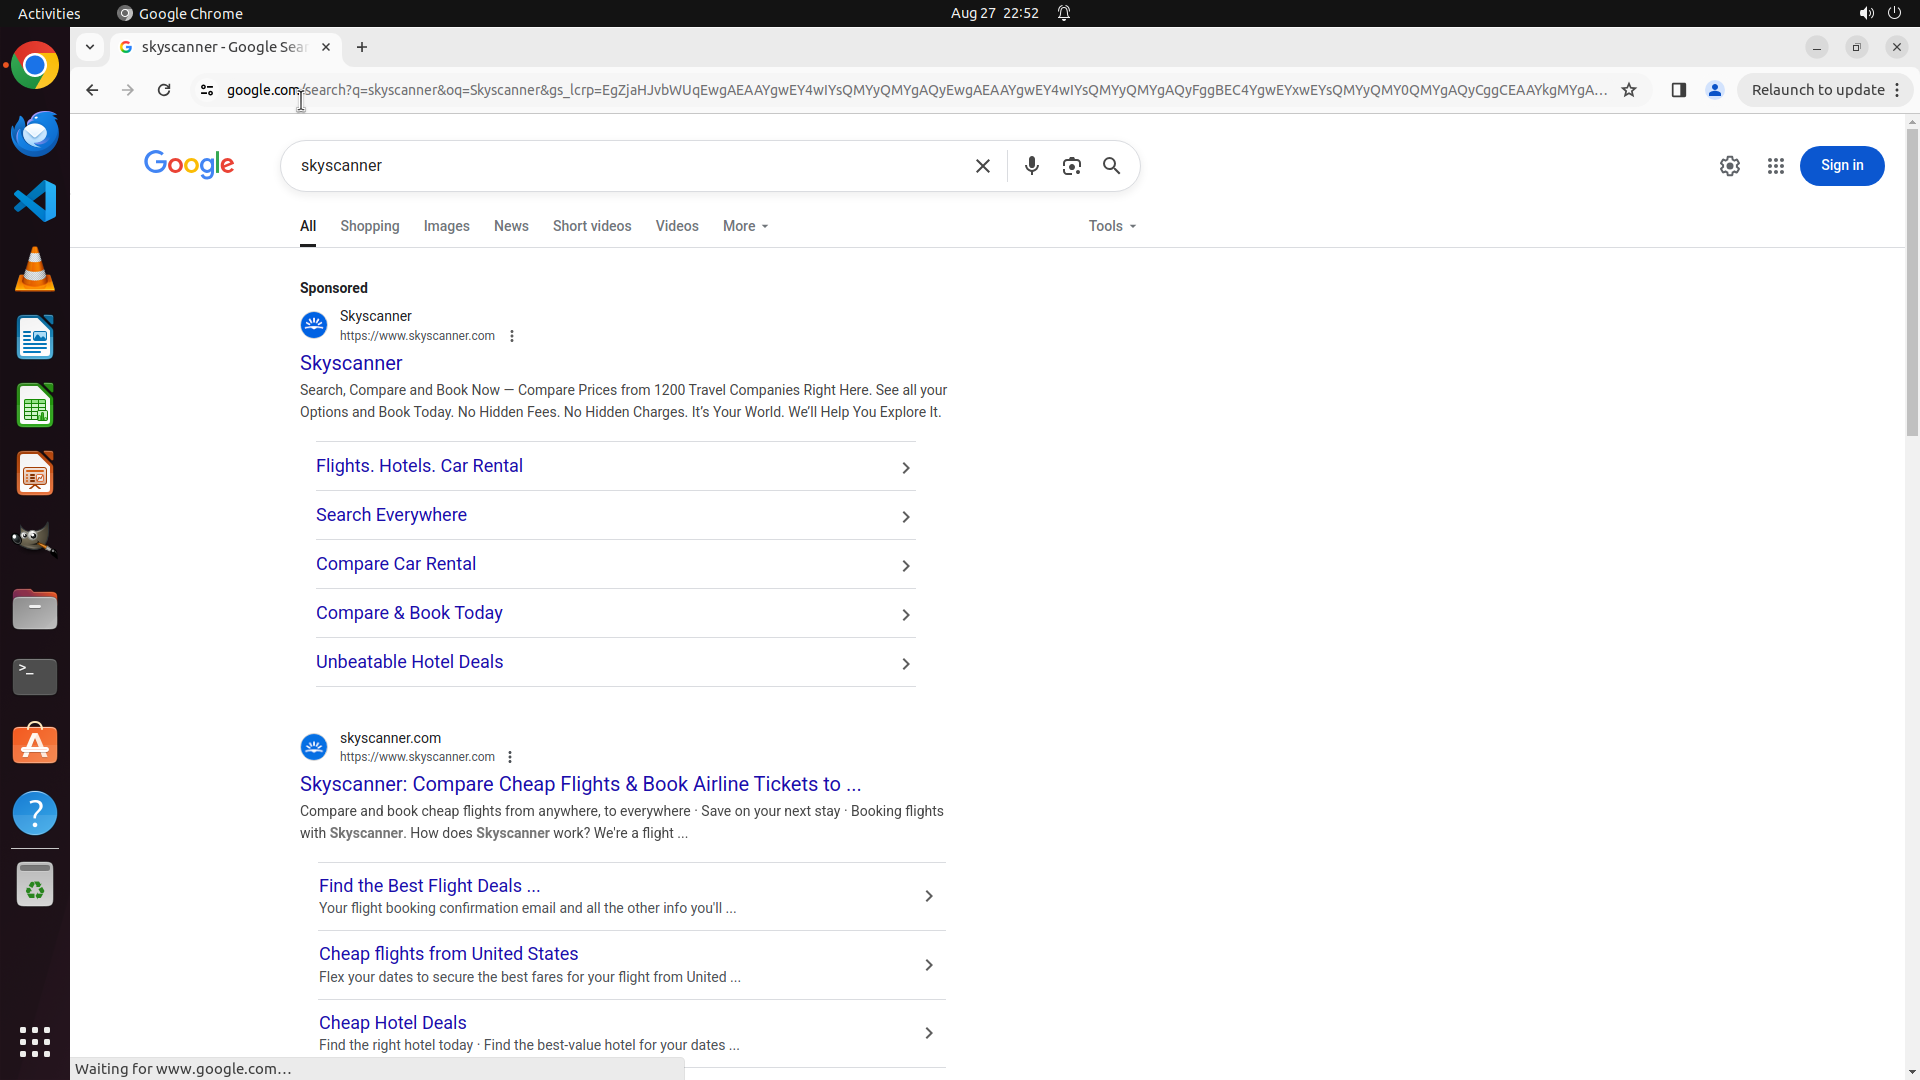 Activities
Google Chrome
Aug 27 22:52
skyscanner - Google Sear
google.com/search?q=skyscanner&oq=Skyscanner&gs_lcrp=EgZjaHJvbWUqEwgAEAAYgwEY4wIYsQMYyQMYgAQyEwgAEAAYgwEY4wIYsQMYyQMYgAQyFggBEC4YgwEYxwEYsQMYyQMY0QMYgAQyCggCEAAYkgMYgA...
Relaunch to update
Google
skyscanner
Sign in
All
Shopping
Images
News
Short videos
Videos
More
Tools
Sponsored
Skyscanner
https://www.skyscanner.com
Skyscanner
Search, Compare and Book Now — Compare Prices from 1200 Travel Companies Right Here. See all your
Options and Book Today. No Hidden Fees. No Hidden Charges. It's Your World. We'll Help You Explore It.
Flights. Hotels. Car Rental
Search Everywhere
Compare Car Rental
Compare & Book Today
Unbeatable Hotel Deals
skyscanner.com
https://www.skyscanner.com
Skyscanner: Compare Cheap Flights & Book Airline Tickets to ...
Compare and book cheap flights from anywhere, to everywhere · Save on your next stay · Booking flights
with Skyscanner. How does Skyscanner work? We're a flight ...
Find the Best Flight Deals ...
Your flight booking confirmation email and all the other info you'll ...
Cheap flights from United States
Flex your dates to secure the best fares for your flight from United ...
Cheap Hotel Deals
Find the right hotel today · Find the best-value hotel for your dates ...
Waiting for www.google.com...